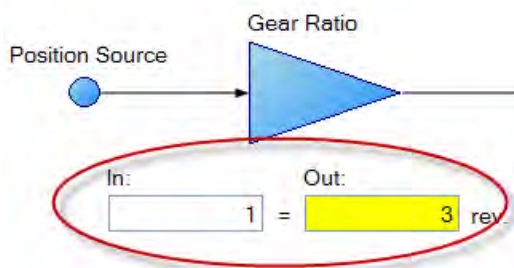 Gear Ratio
Position Source
In: Out:
1 = 3 rev.